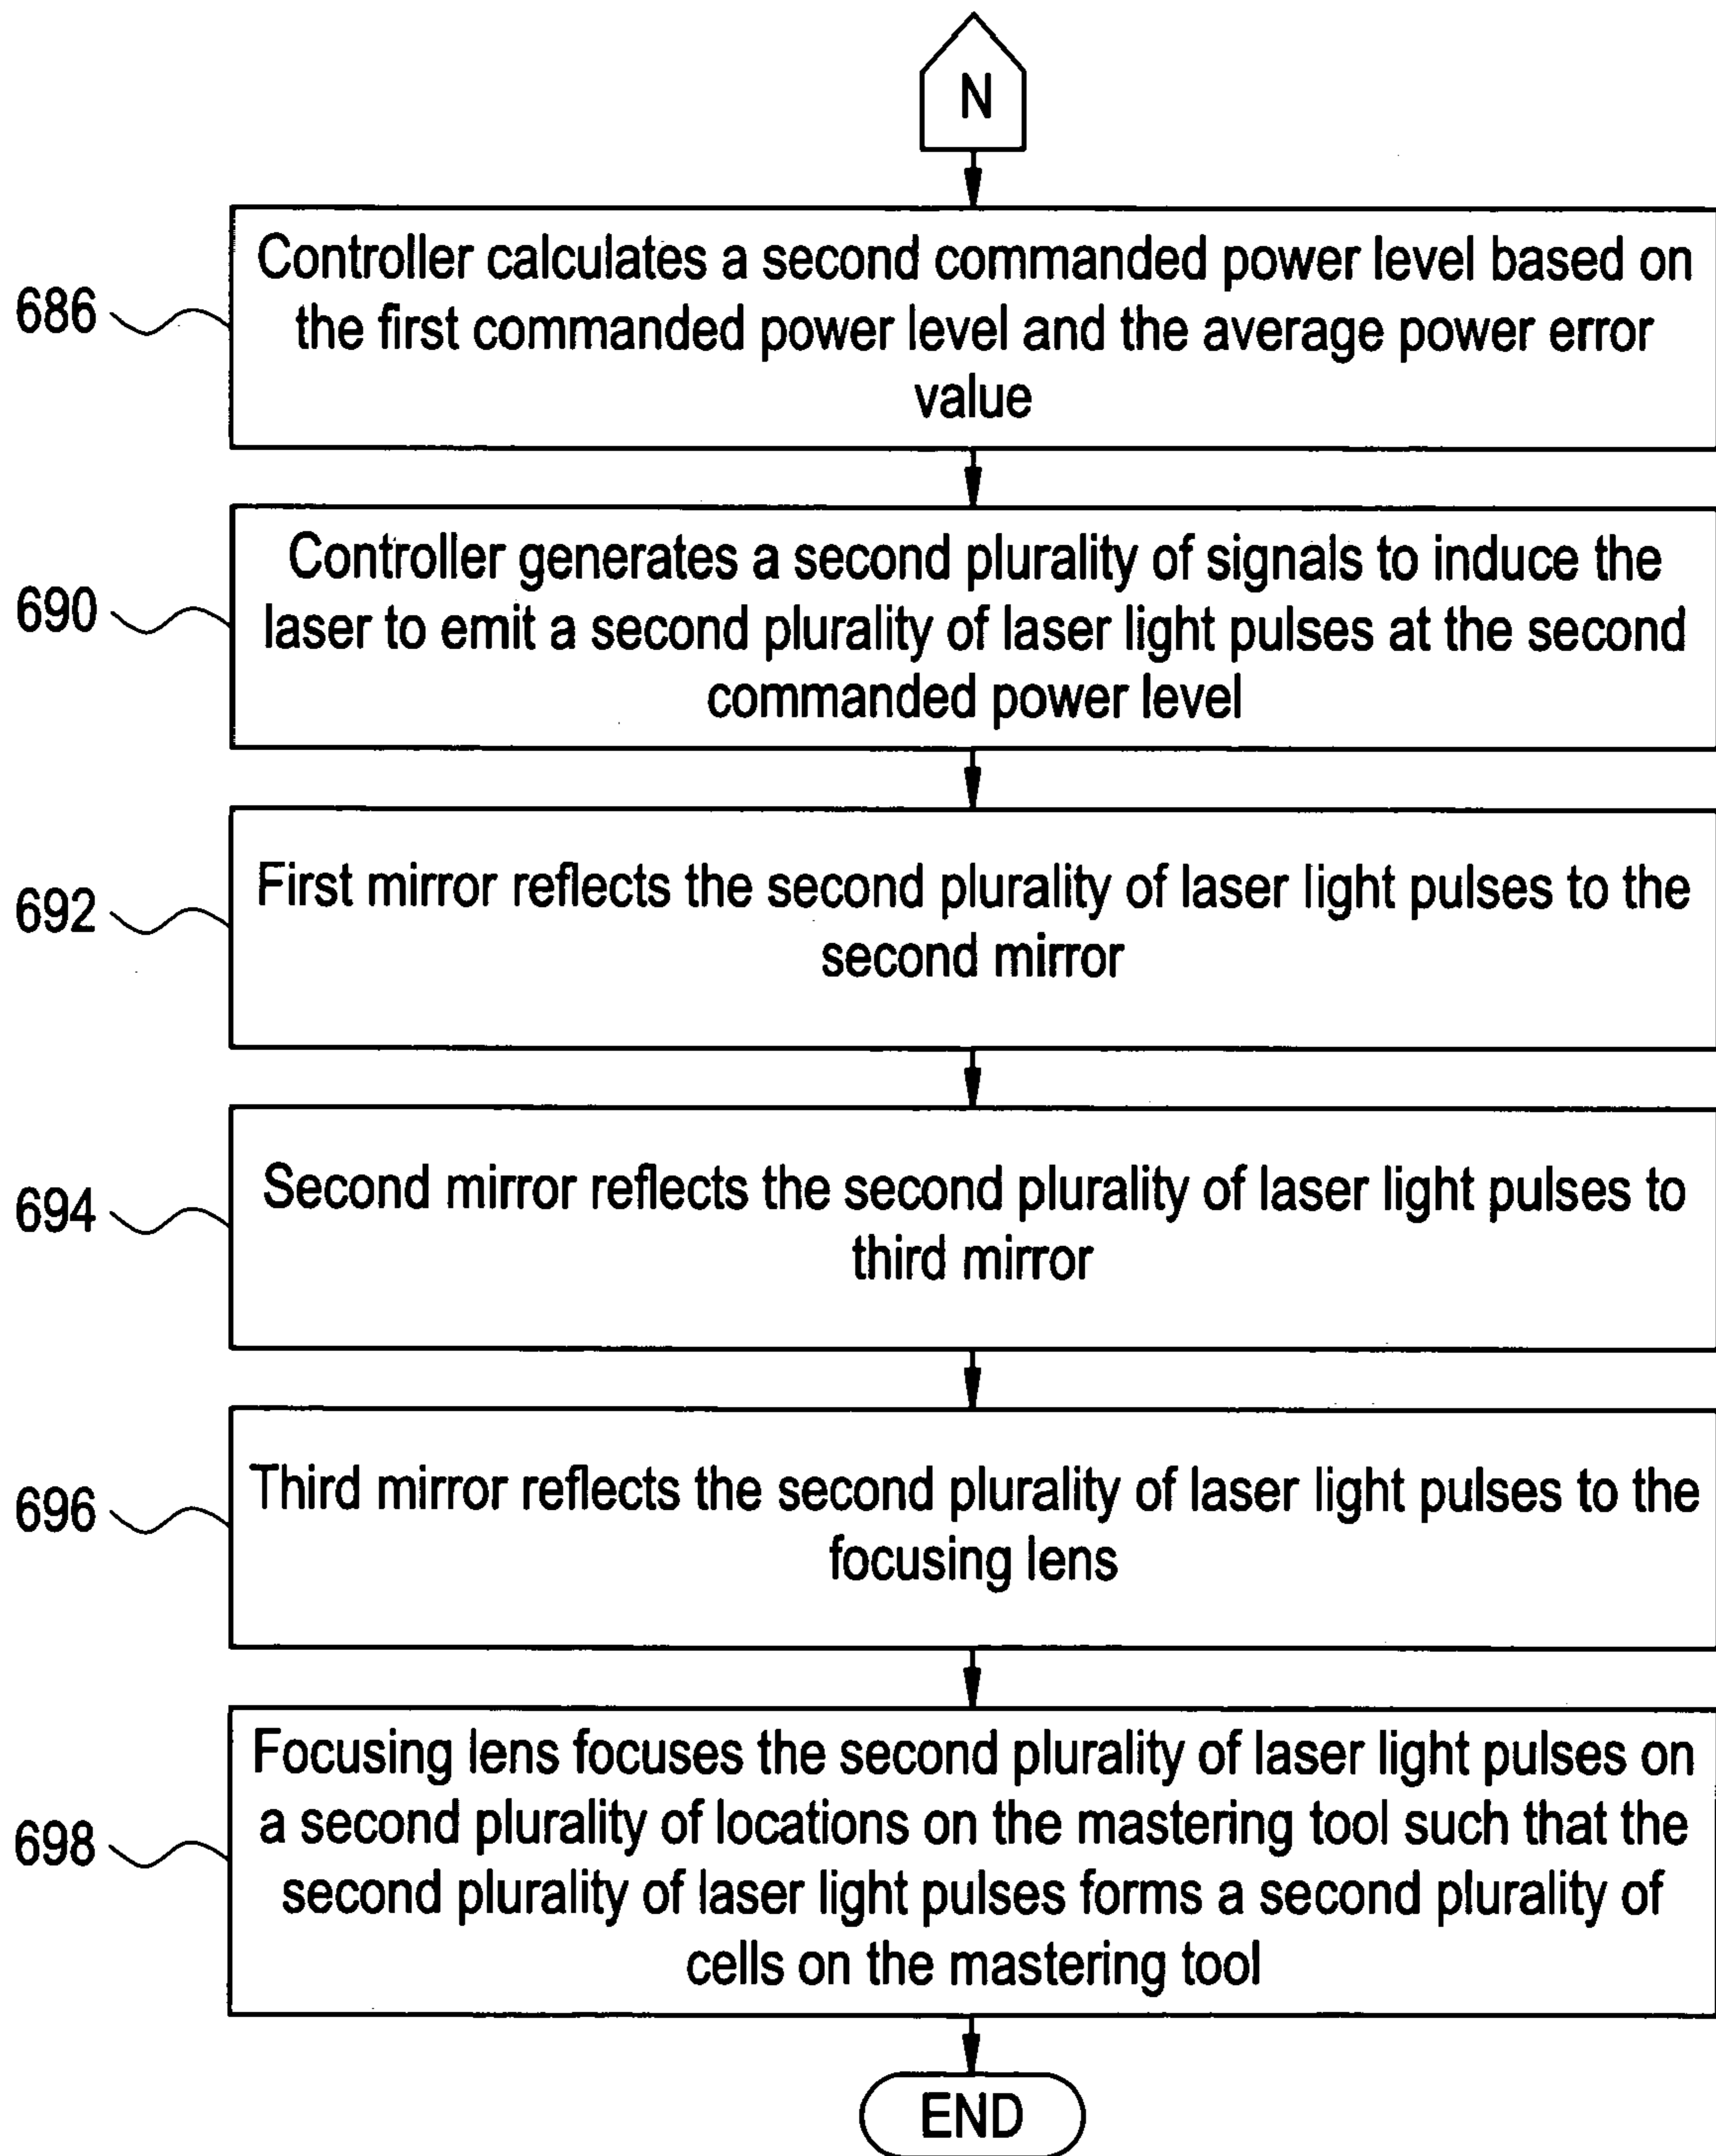 N
686
Controller calculates a second commanded power level based on
the first commanded power level and the average power error
value
690
Controller generates a second plurality of signals to induce the
laser to emit a second plurality of laser light pulses at the second
commanded power level
692
First mirror reflects the second plurality of laser light pulses to the
second mirror
694
Second mirror reflects the second plurality of laser light pulses to
third mirror
696
Third mirror reflects the second plurality of laser light pulses to the
focusing lens
698
Focusing lens focuses the second plurality of laser light pulses on
a second plurality of locations on the mastering tool such that the
second plurality of laser light pulses forms a second plurality of
cells on the mastering tool
END